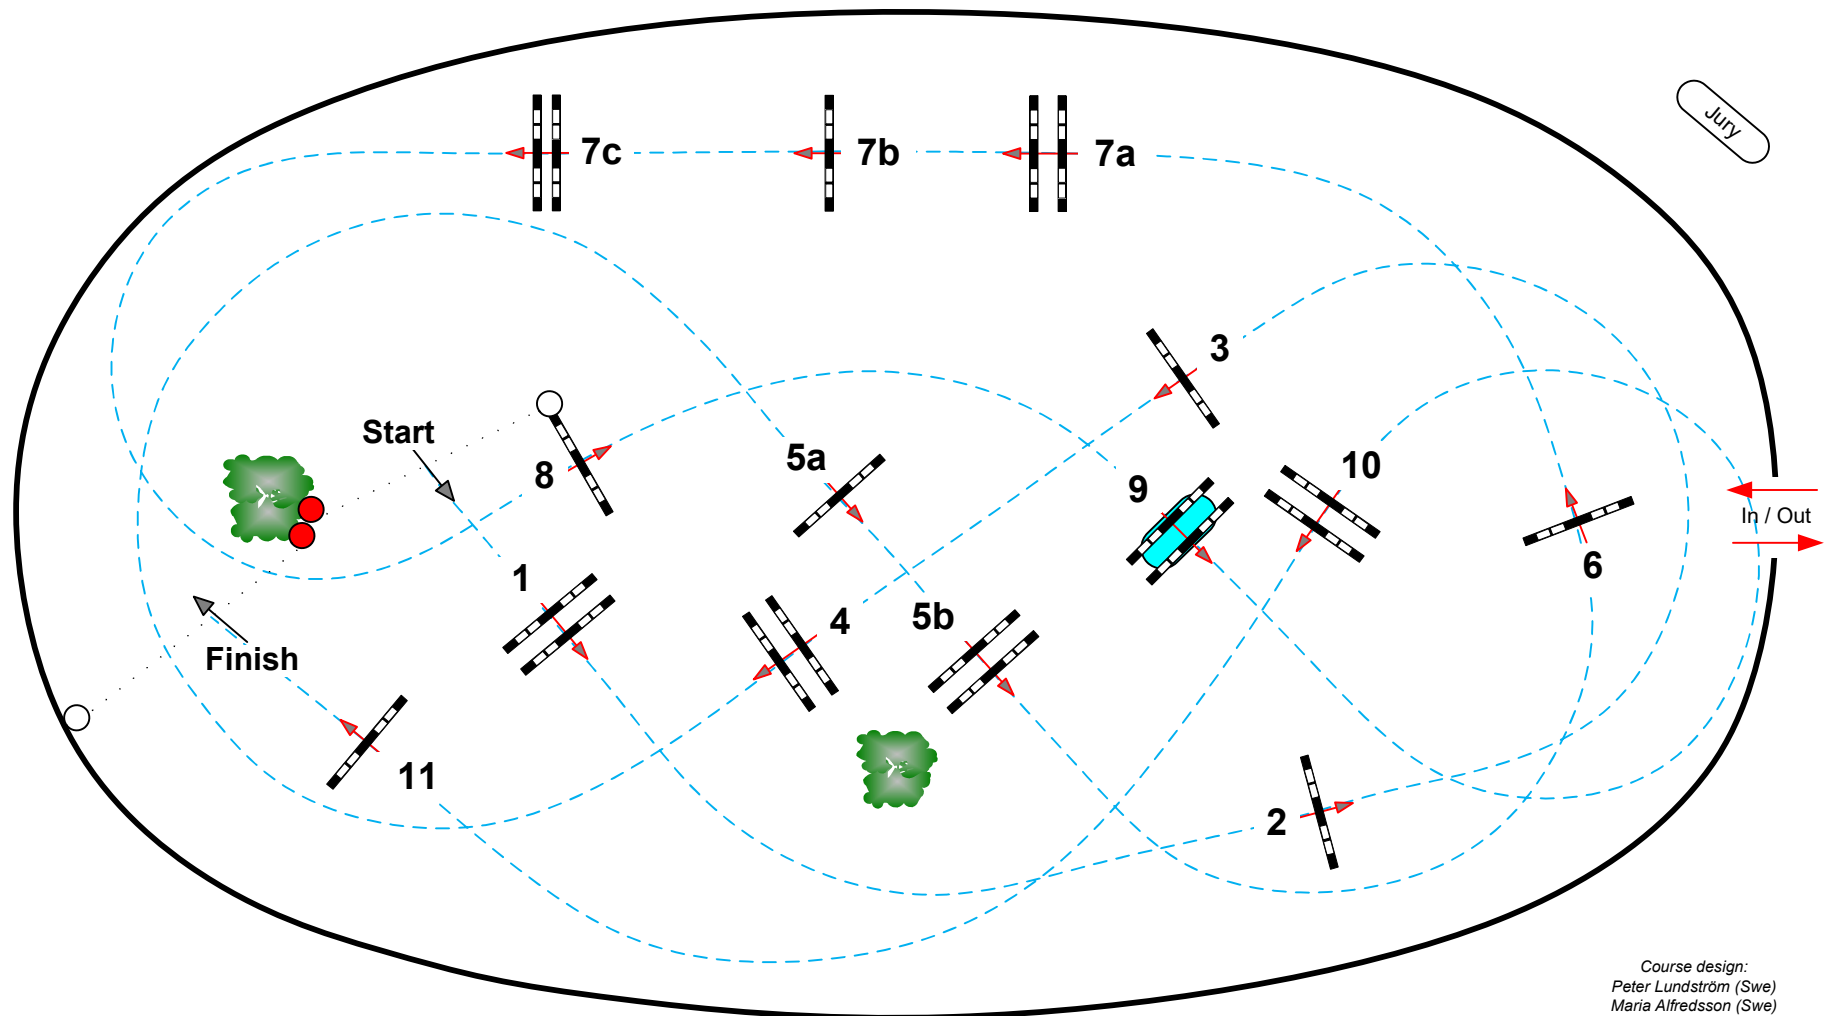 Jury
7c
7b
7a
3
Start
5a
8
9
10
In / Out
1
6
4
5b
Finish
11
2
Course design:
Peter Lundström (Swe)
Maria Alfredsson (Swe)